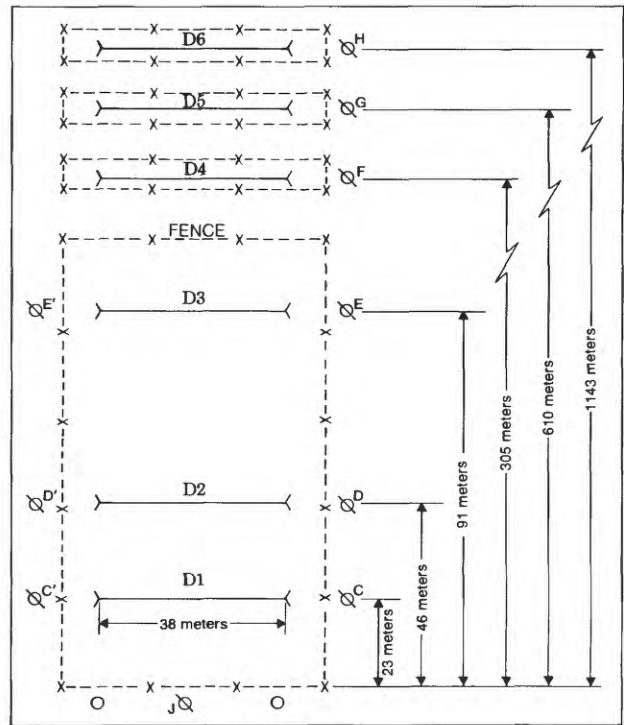 D6
H
D5
G
D4
F
FENCE
E'
D3
E
D'
D2
D
C'
D1
C
38 meters
23 meters
46 meters
91 meters
305 meters
610 meters
1143 meters
J